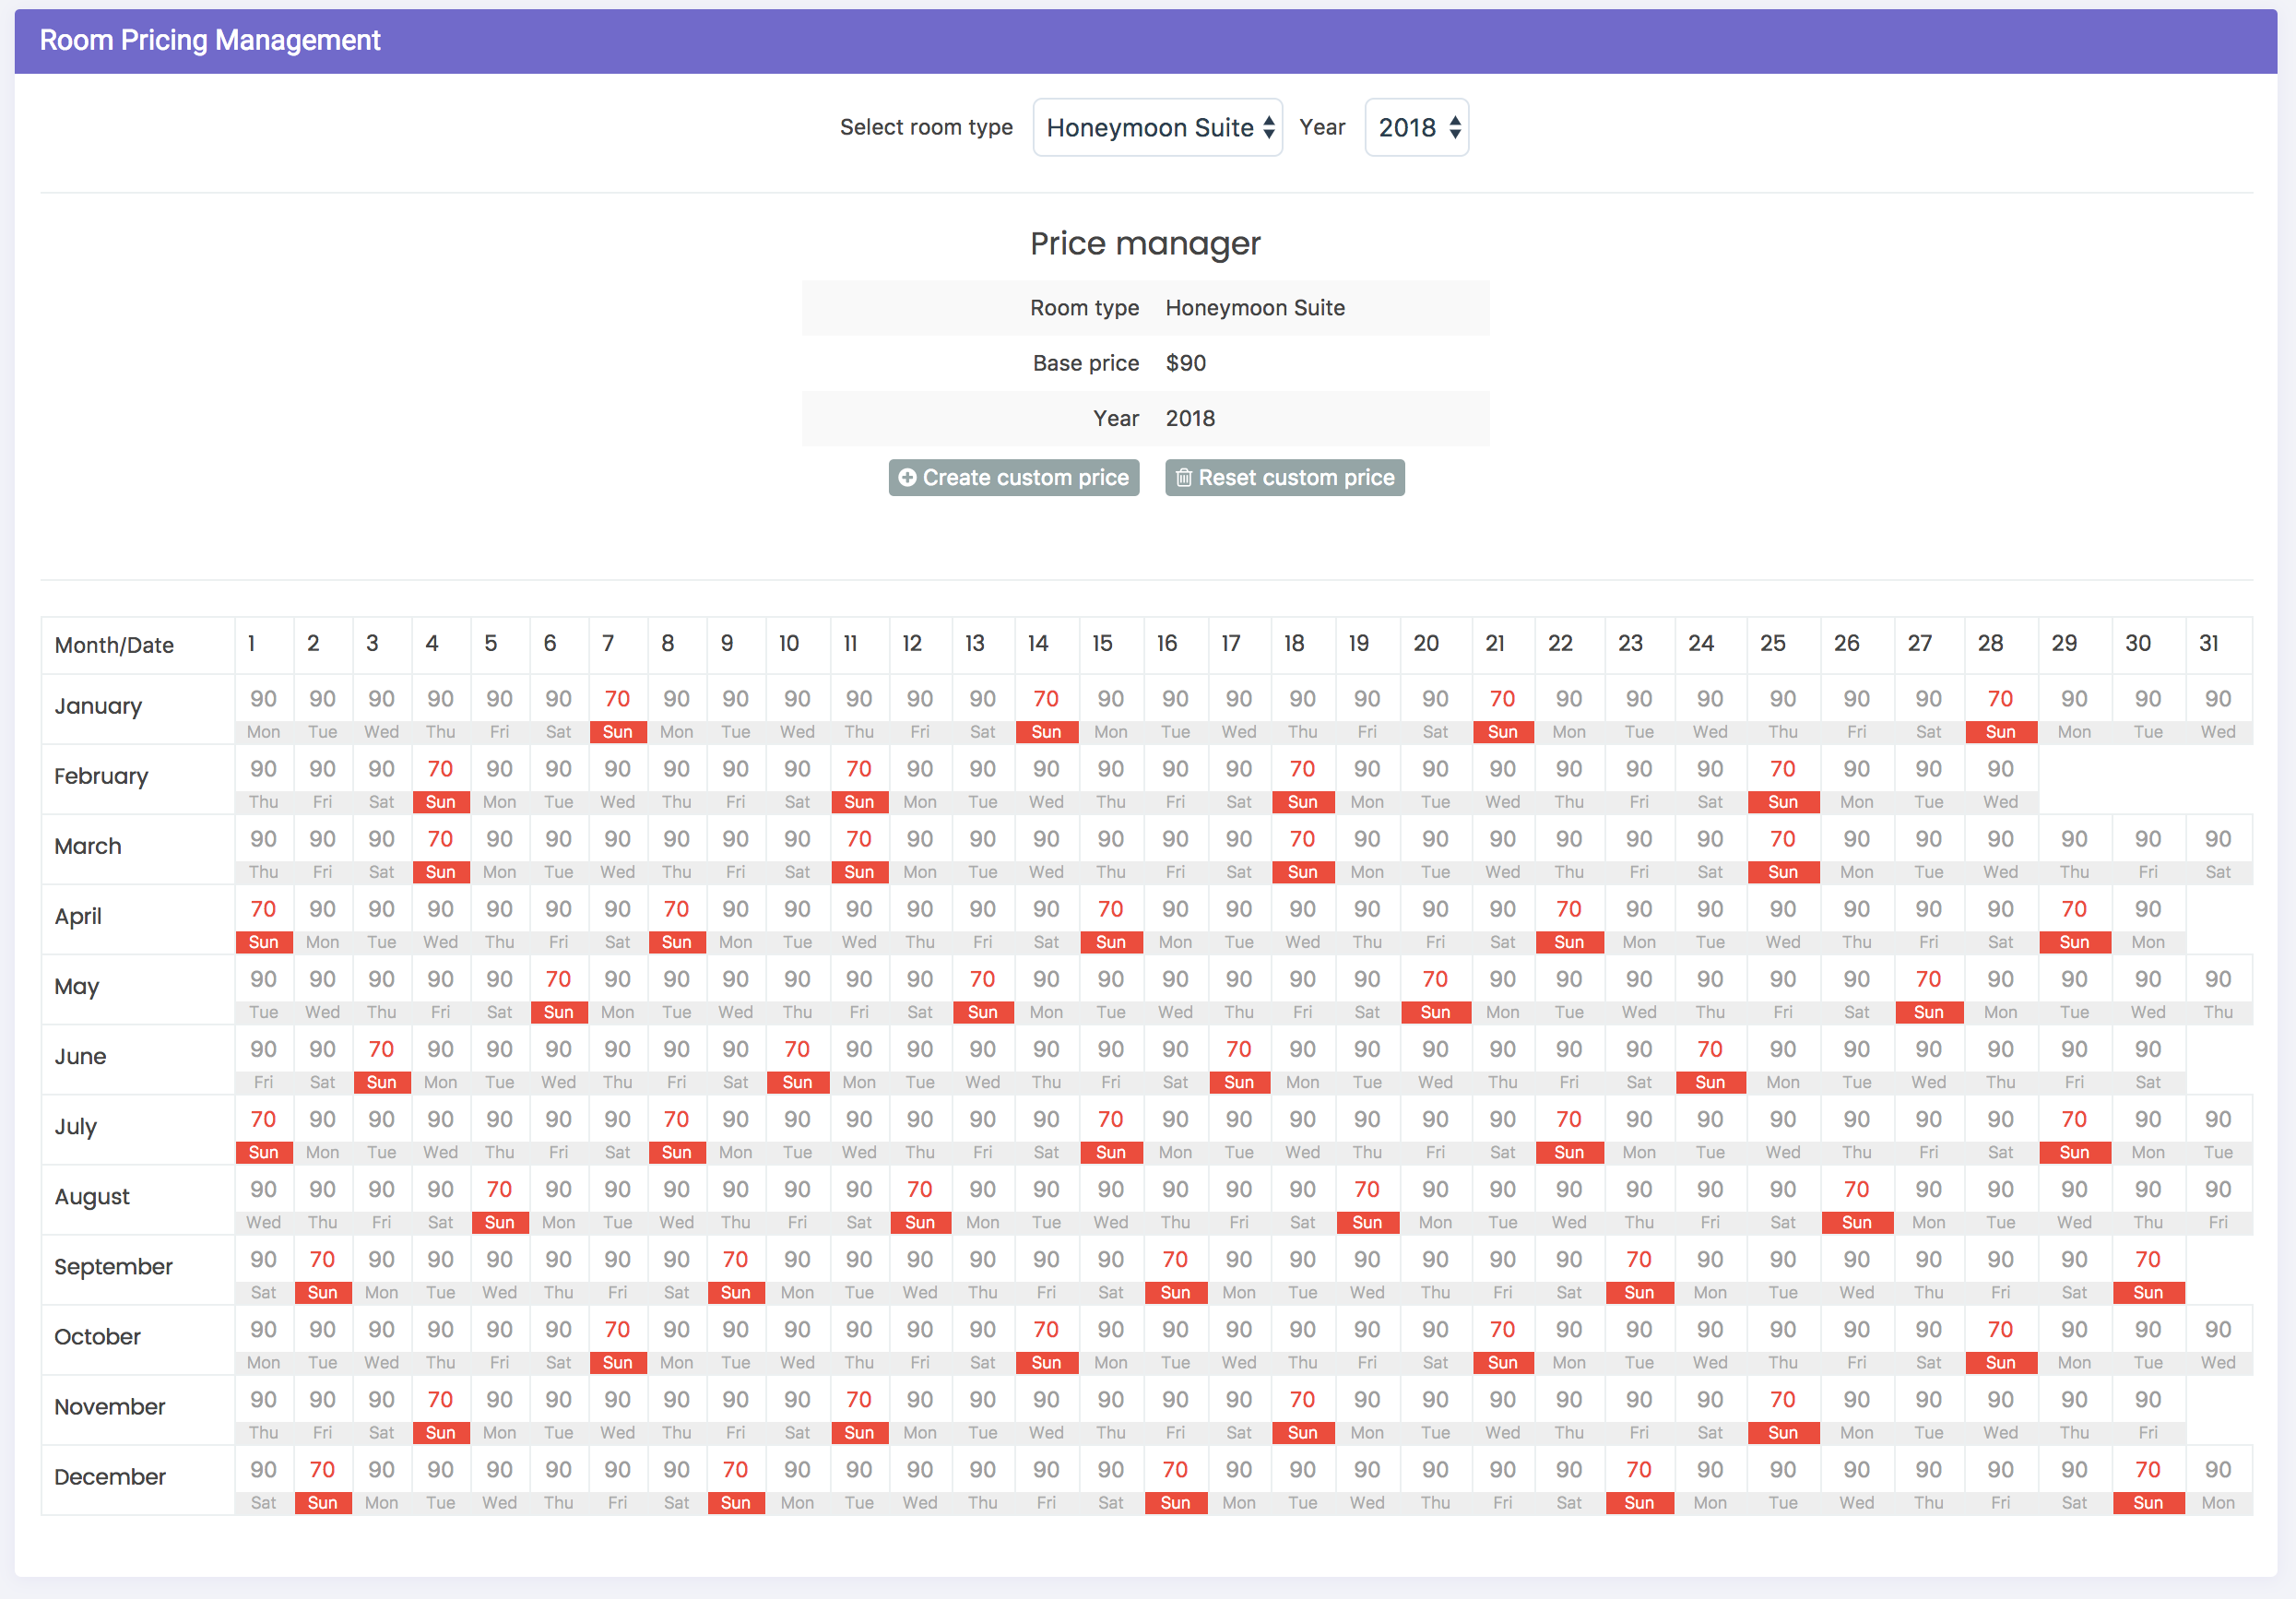 Room Pricing Management
Select room type Honeymoon Suite Year 2018
Price manager
Room type Honeymoon Suite
Base price $90
Year 2018
Create custom price Reset custom price
Month/Date 1 2 3 4 5 6 7 8 9 10 11 12 13 14 15 16 17 18 19 20 21 22 23 24 25 26 27 28 29 30 31
January 90 90 90 90 90 90 70 90 90 90 90 90 90 70 90 90 90 90 90 90 70 90 90 90 90 90 90 70 90 90 90
Mon Tue Wed Thu Fri Sat Sun Mon Tue Wed Thu Fri Sat Sun Mon Tue Wed Thu Fri Sat Sun Mon Tue Wed Thu Fri Sat Sun Mon Tue Wed
February 90 90 90 70 90 90 90 90 90 90 70 90 90 90 90 90 90 70 90 90 90 90 90 90 70 90 90 90
Thu Fri Sat Sun Mon Tue Wed Thu Fri Sat Sun Mon Tue Wed Thu Fri Sat Sun Mon Tue Wed Thu Fri Sat Sun Mon Tue Wed
March 90 90 90 70 90 90 90 90 90 90 70 90 90 90 90 90 90 70 90 90 90 90 90 90 70 90 90 90 90 90 90
Thu Fri Sat Sun Mon Tue Wed Thu Fri Sat Sun Mon Tue Wed Thu Fri Sat Sun Mon Tue Wed Thu Fri Sat Sun Mon Tue Wed Thu Fri Sat
April 70 90 90 90 90 90 90 70 90 90 90 90 90 90 70 90 90 90 90 90 90 70 90 90 90 90 90 90 70 90
Sun Mon Tue Wed Thu Fri Sat Sun Mon Tue Wed Thu Fri Sat Sun Mon Tue Wed Thu Fri Sat Sun Mon Tue Wed Thu Fri Sat Sun Mon
May 90 90 90 90 90 70 90 90 90 90 90 90 70 90 90 90 90 90 90 70 90 90 90 90 90 90 70 90 90 90 90
Tue Wed Thu Fri Sat Sun Mon Tue Wed Thu Fri Sat Sun Mon Tue Wed Thu Fri Sat Sun Mon Tue Wed Thu Fri Sat Sun Mon Tue Wed Thu
June 90 90 70 90 90 90 90 90 90 70 90 90 90 90 90 90 70 90 90 90 90 90 90 70 90 90 90 90 90 90
Fri Sat Sun Mon Tue Wed Thu Fri Sat Sun Mon Tue Wed Thu Fri Sat Sun Mon Tue Wed Thu Fri Sat Sun Mon Tue Wed Thu Fri Sat
July 70 90 90 90 90 90 90 70 90 90 90 90 90 90 70 90 90 90 90 90 90 70 90 90 90 90 90 90 70 90 90
Sun Mon Tue Wed Thu Fri Sat Sun Mon Tue Wed Thu Fri Sat Sun Mon Tue Wed Thu Fri Sat Sun Mon Tue Wed Thu Fri Sat Sun Mon Tue
August 90 90 90 90 70 90 90 90 90 90 90 70 90 90 90 90 90 90 70 90 90 90 90 90 90 70 90 90 90 90 90
Wed Thu Fri Sat Sun Mon Tue Wed Thu Fri Sat Sun Mon Tue Wed Thu Fri Sat Sun Mon Tue Wed Thu Fri Sat Sun Mon Tue Wed Thu Fri
September 90 70 90 90 90 90 90 90 70 90 90 90 90 90 90 70 90 90 90 90 90 90 70 90 90 90 90 90 90 70
Sat Sun Mon Tue Wed Thu Fri Sat Sun Mon Tue Wed Thu Fri Sat Sun Mon Tue Wed Thu Fri Sat Sun Mon Tue Wed Thu Fri Sat Sun
October 90 90 90 90 90 90 70 90 90 90 90 90 90 70 90 90 90 90 90 90 70 90 90 90 90 90 90 70 90 90 90
Mon Tue Wed Thu Fri Sat Sun Mon Tue Wed Thu Fri Sat Sun Mon Tue Wed Thu Fri Sat Sun Mon Tue Wed Thu Fri Sat Sun Mon Tue Wed
November 90 90 90 70 90 90 90 90 90 90 70 90 90 90 90 90 90 70 90 90 90 90 90 90 70 90 90 90 90 90
Thu Fri Sat Sun Mon Tue Wed Thu Fri Sat Sun Mon Tue Wed Thu Fri Sat Sun Mon Tue Wed Thu Fri Sat Sun Mon Tue Wed Thu Fri
December 90 70 90 90 90 90 90 90 70 90 90 90 90 90 90 70 90 90 90 90 90 90 70 90 90 90 90 90 90 70 90
Sat Sun Mon Tue Wed Thu Fri Sat Sun Mon Tue Wed Thu Fri Sat Sun Mon Tue Wed Thu Fri Sat Sun Mon Tue Wed Thu Fri Sat Sun Mon